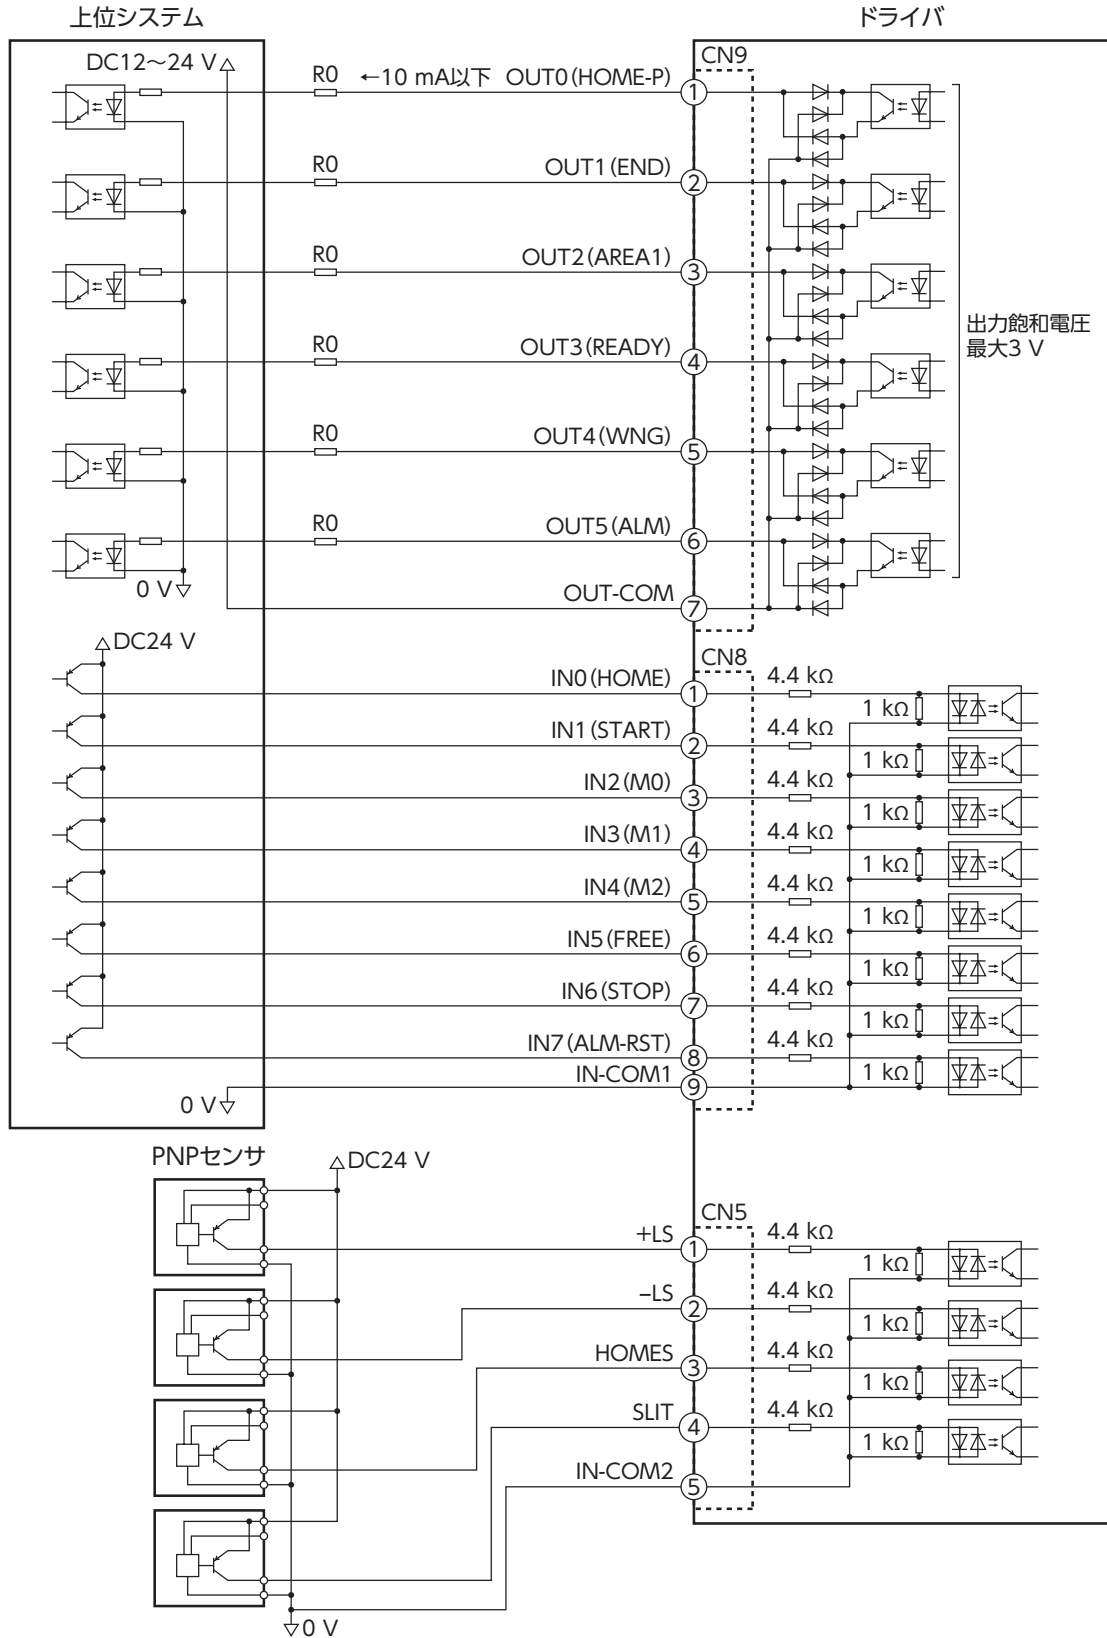 上位システム
ドライバ
DC12～24 V
CN9
R0 ←10 mA以下 OUT0(HOME-P) 1
R0 OUT1(END) 2
R0 OUT2(AREA1) 3
出力飽和電圧
最大3 V
R0 OUT3(READY) 4
R0 OUT4(WNG) 5
R0 OUT5(ALM) 6
0 V
OUT-COM 7
DC24 V
CN8
IN0(HOME) 1 4.4 kΩ
1 kΩ
IN1(START) 2 4.4 kΩ
1 kΩ
IN2(M0) 3 4.4 kΩ
1 kΩ
IN3(M1) 4 4.4 kΩ
1 kΩ
IN4(M2) 5 4.4 kΩ
1 kΩ
IN5(FREE) 6 4.4 kΩ
1 kΩ
IN6(STOP) 7 4.4 kΩ
1 kΩ
IN7(ALM-RST) 8 4.4 kΩ
1 kΩ
IN-COM1 9
0 V
PNPセンサ
DC24 V
CN5
+LS 1 4.4 kΩ
1 kΩ
–LS 2 4.4 kΩ
1 kΩ
HOMES 3 4.4 kΩ
1 kΩ
SLIT 4 4.4 kΩ
1 kΩ
IN-COM2 5
0 V